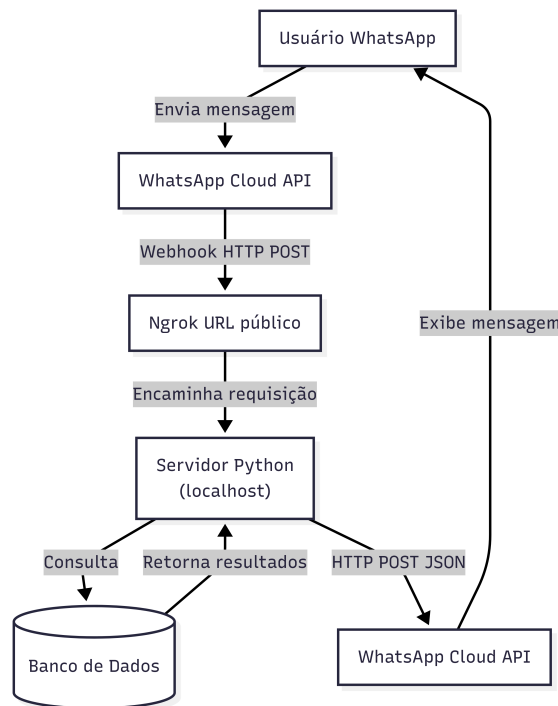 Usuário WhatsApp
Envia mensagem
WhatsApp Cloud API
Webhook HTTP POST
Ngrok URL público
Exibe mensagem
Encaminha requisição
Servidor Python
(localhost)
Consulta
Retorna resultados
HTTP POST JSON
Banco de Dados
WhatsApp Cloud API